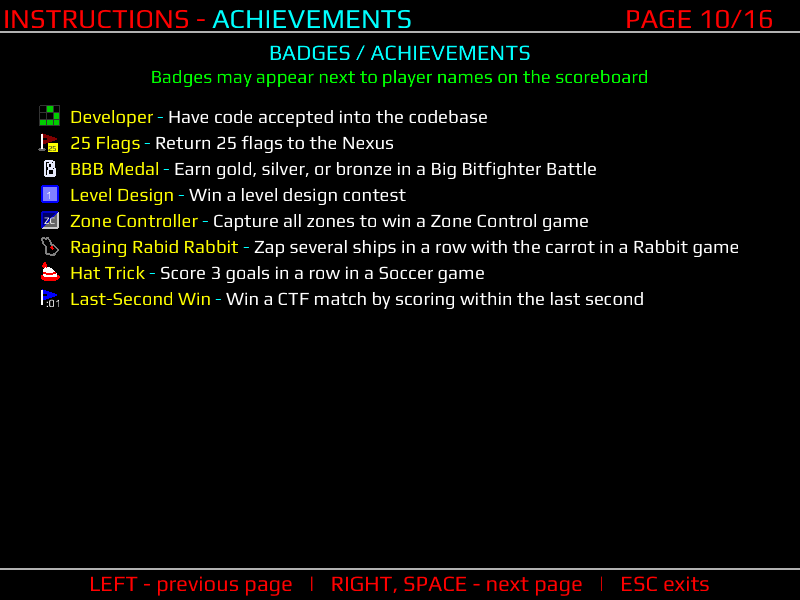 INSTRUCTIONS - ACHIEVEMENTS PAGE 10/16
BADGES / ACHIEVEMENTS
Badges may appear next to player names on the scoreboard
Developer - Have code accepted into the codebase
25 25 Flags - Return 25 flags to the Nexus
B BBB Medal - Earn gold, silver, or bronze in a Big Bitfighter Battle
1 Level Design - Win a level design contest
ZC Zone Controller - Capture all zones to win a Zone Control game
Raging Rabid Rabbit - Zap several ships in a row with the carrot in a Rabbit game
Hat Trick - Score 3 goals in a row in a Soccer game
:01 Last-Second Win - Win a CTF match by scoring within the last second
LEFT - previous page | RIGHT, SPACE - next page | ESC exits